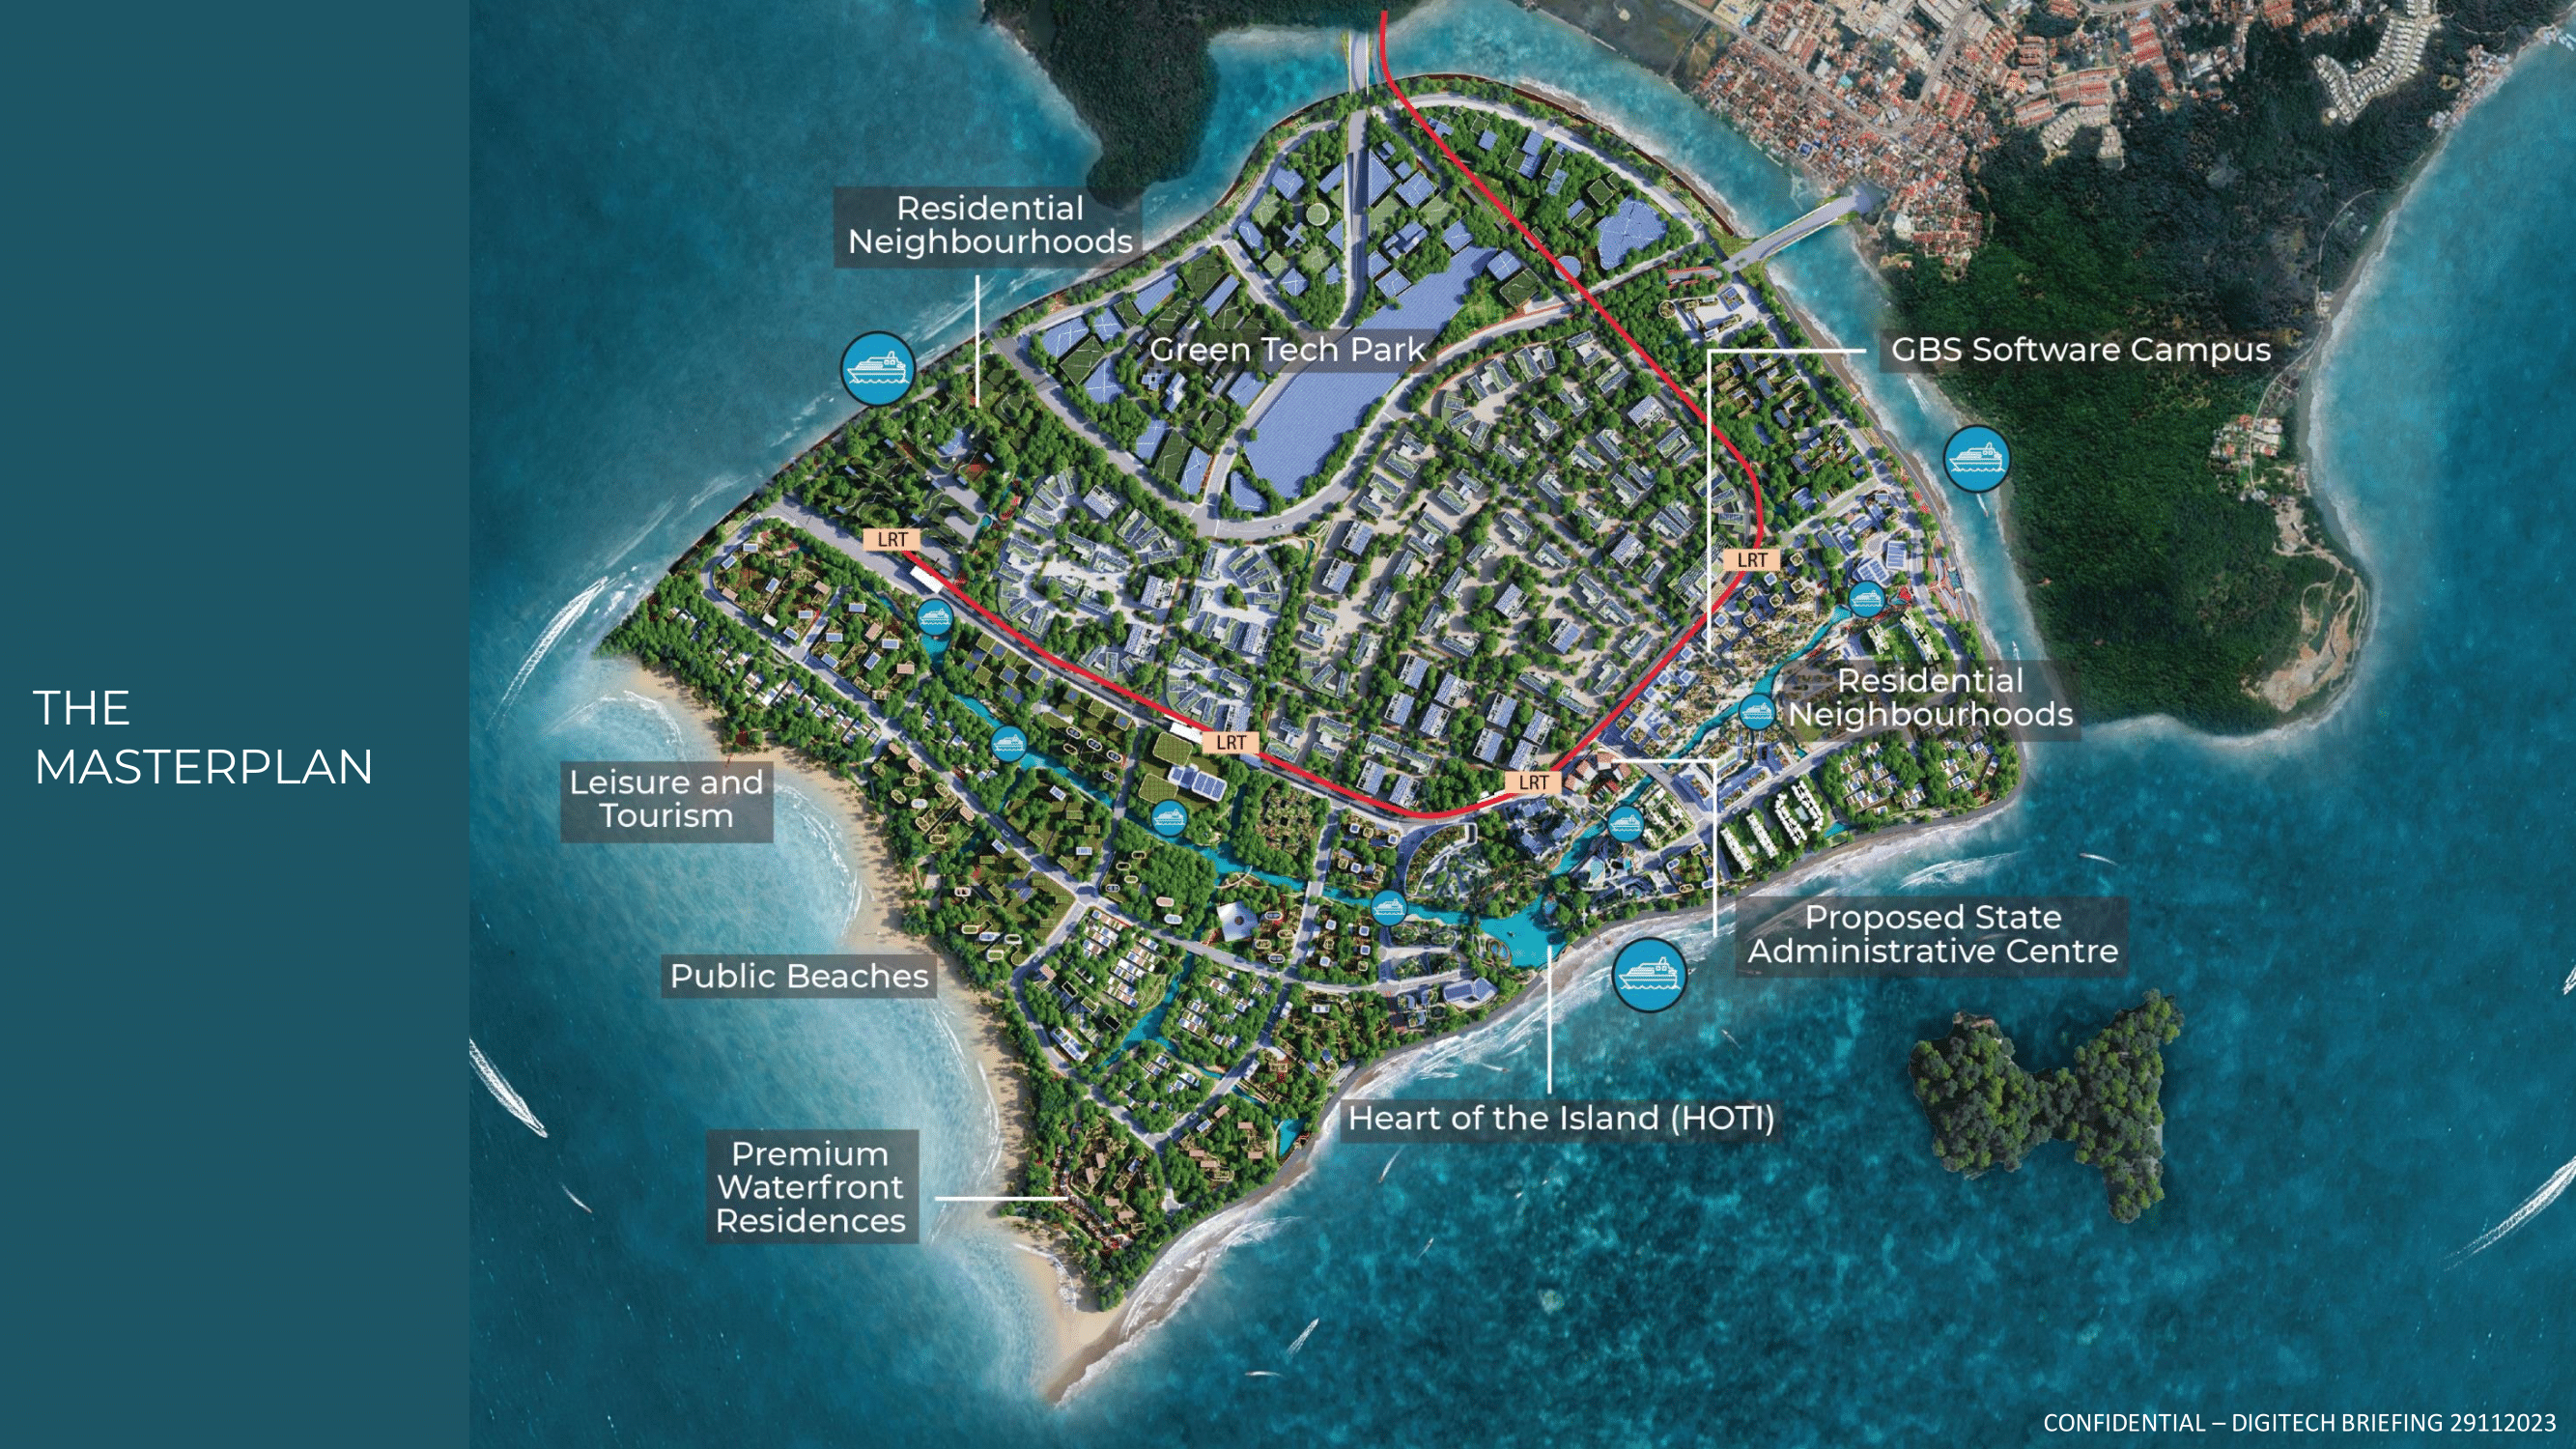 THE
MASTERPLAN
Residential
Neighbourhoods
Green Tech Park
GBS Software Campus
LRT
LRT
Residential
Neighbourhoods
LRT
LRT
Leisure and
Tourism
Proposed State
Administrative Centre
Public Beaches
Heart of the Island (HOTI)
Premium
Waterfront
Residences
CONFIDENTIAL – DIGITECH BRIEFING 29112023